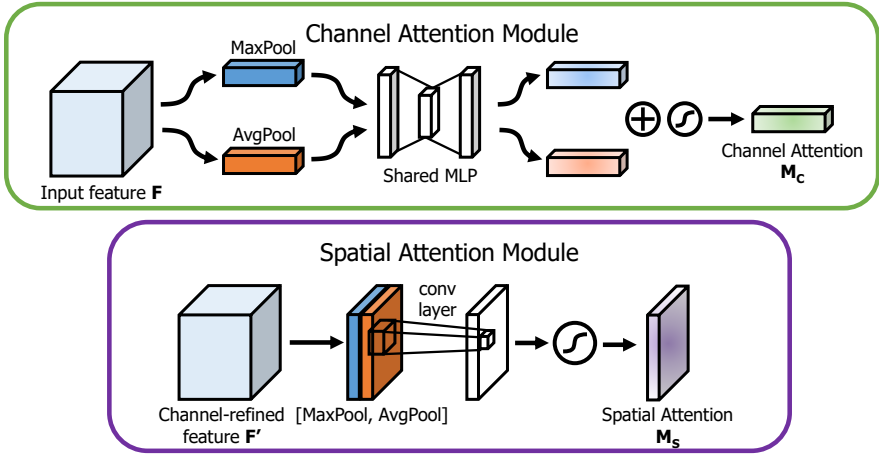 Channel Attention Module
MaxPool
AvgPool
Input feature F
Shared MLP
Channel Attention
Mc
Spatial Attention Module
conv
layer
Channel-refined
feature F'
[MaxPool, AvgPool]
Spatial Attention
Ms